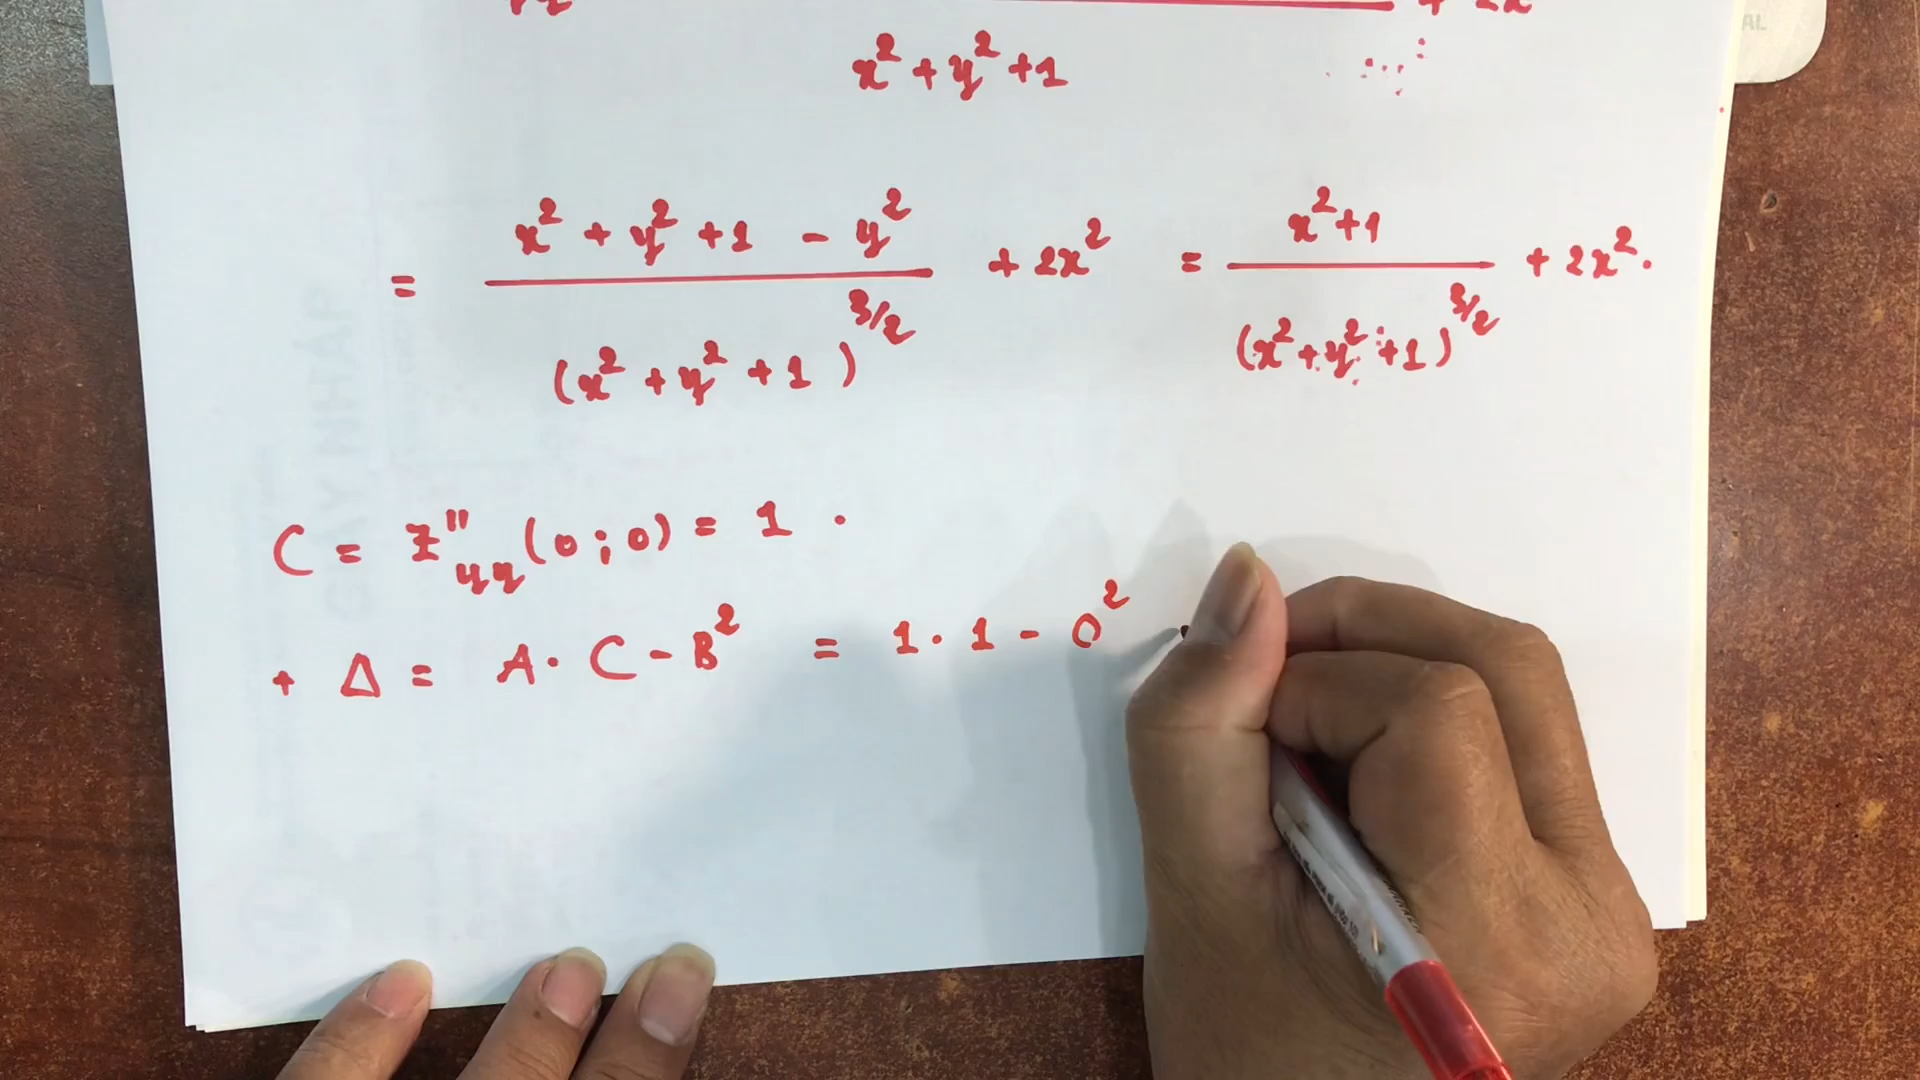 x² + y² + 1
= (x² + y² + 1 - y²) / (x² + y² + 1)^(3/2) + 2x² = (x² + 1) / (x² + y² + 1)^(3/2) + 2x².
C = Z''yy (0 ; 0) = 1 .
+ Δ = A . C - B² = 1 . 1 - 0²